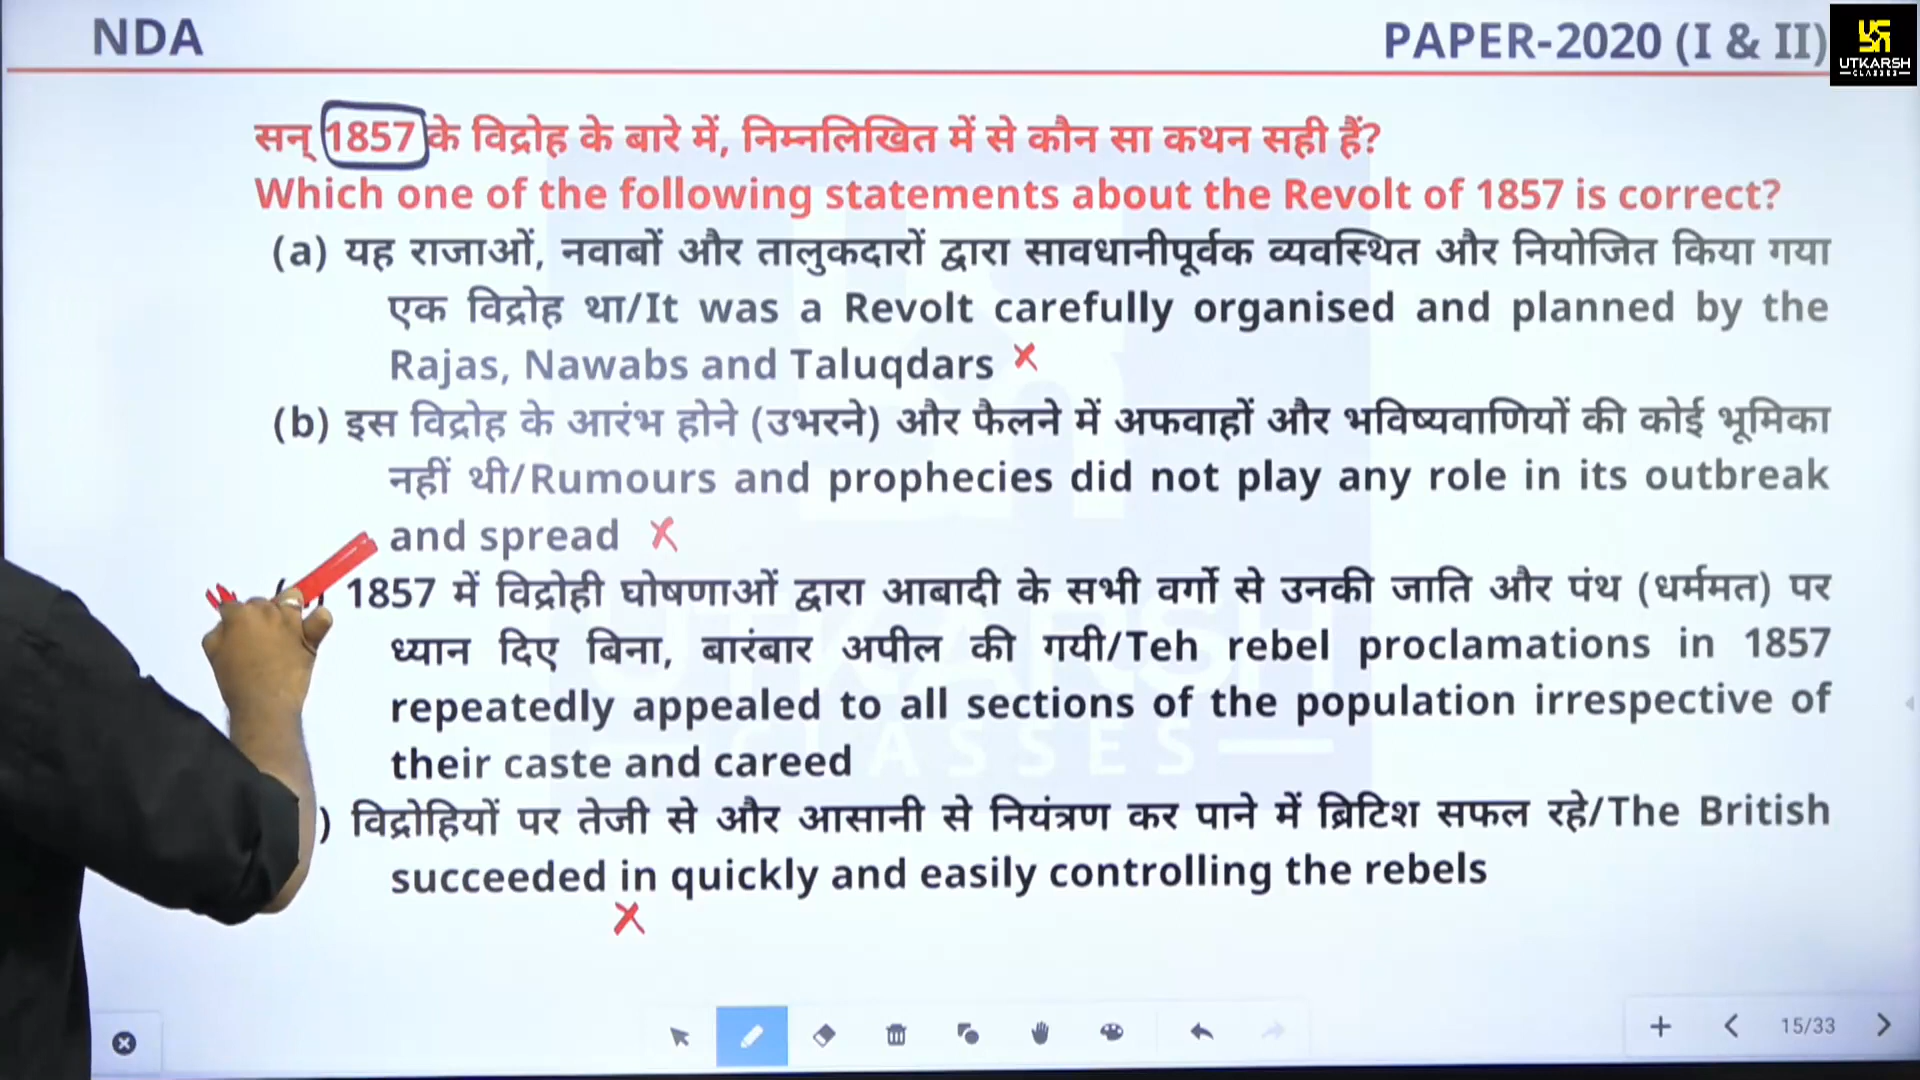 NDA
PAPER-2020 (I & II)
UTKARSH
CLASSES
सन् 1857 के विद्रोह के बारे में, निम्नलिखित में से कौन सा कथन सही हैं?
Which one of the following statements about the Revolt of 1857 is correct?
(a) यह राजाओं, नवाबों और तालुकदारों द्वारा सावधानीपूर्वक व्यवस्थित और नियोजित किया गया
एक विद्रोह था/It was a Revolt carefully organised and planned by the
Rajas, Nawabs and Taluqdars
(b) इस विद्रोह के आरंभ होने (उभरने) और फैलने में अफवाहों और भविष्यवाणियों की कोई भूमिका
नहीं थी/Rumours and prophecies did not play any role in its outbreak
and spread
1857 में विद्रोही घोषणाओं द्वारा आबादी के सभी वर्गो से उनकी जाति और पंथ (धर्ममत) पर
ध्यान दिए बिना, बारंबार अपील की गयी/Teh rebel proclamations in 1857
repeatedly appealed to all sections of the population irrespective of
their caste and careed
) विद्रोहियों पर तेजी से और आसानी से नियंत्रण कर पाने में ब्रिटिश सफल रहे/The British
succeeded in quickly and easily controlling the rebels
UTKARSH
CLASSES
15/33